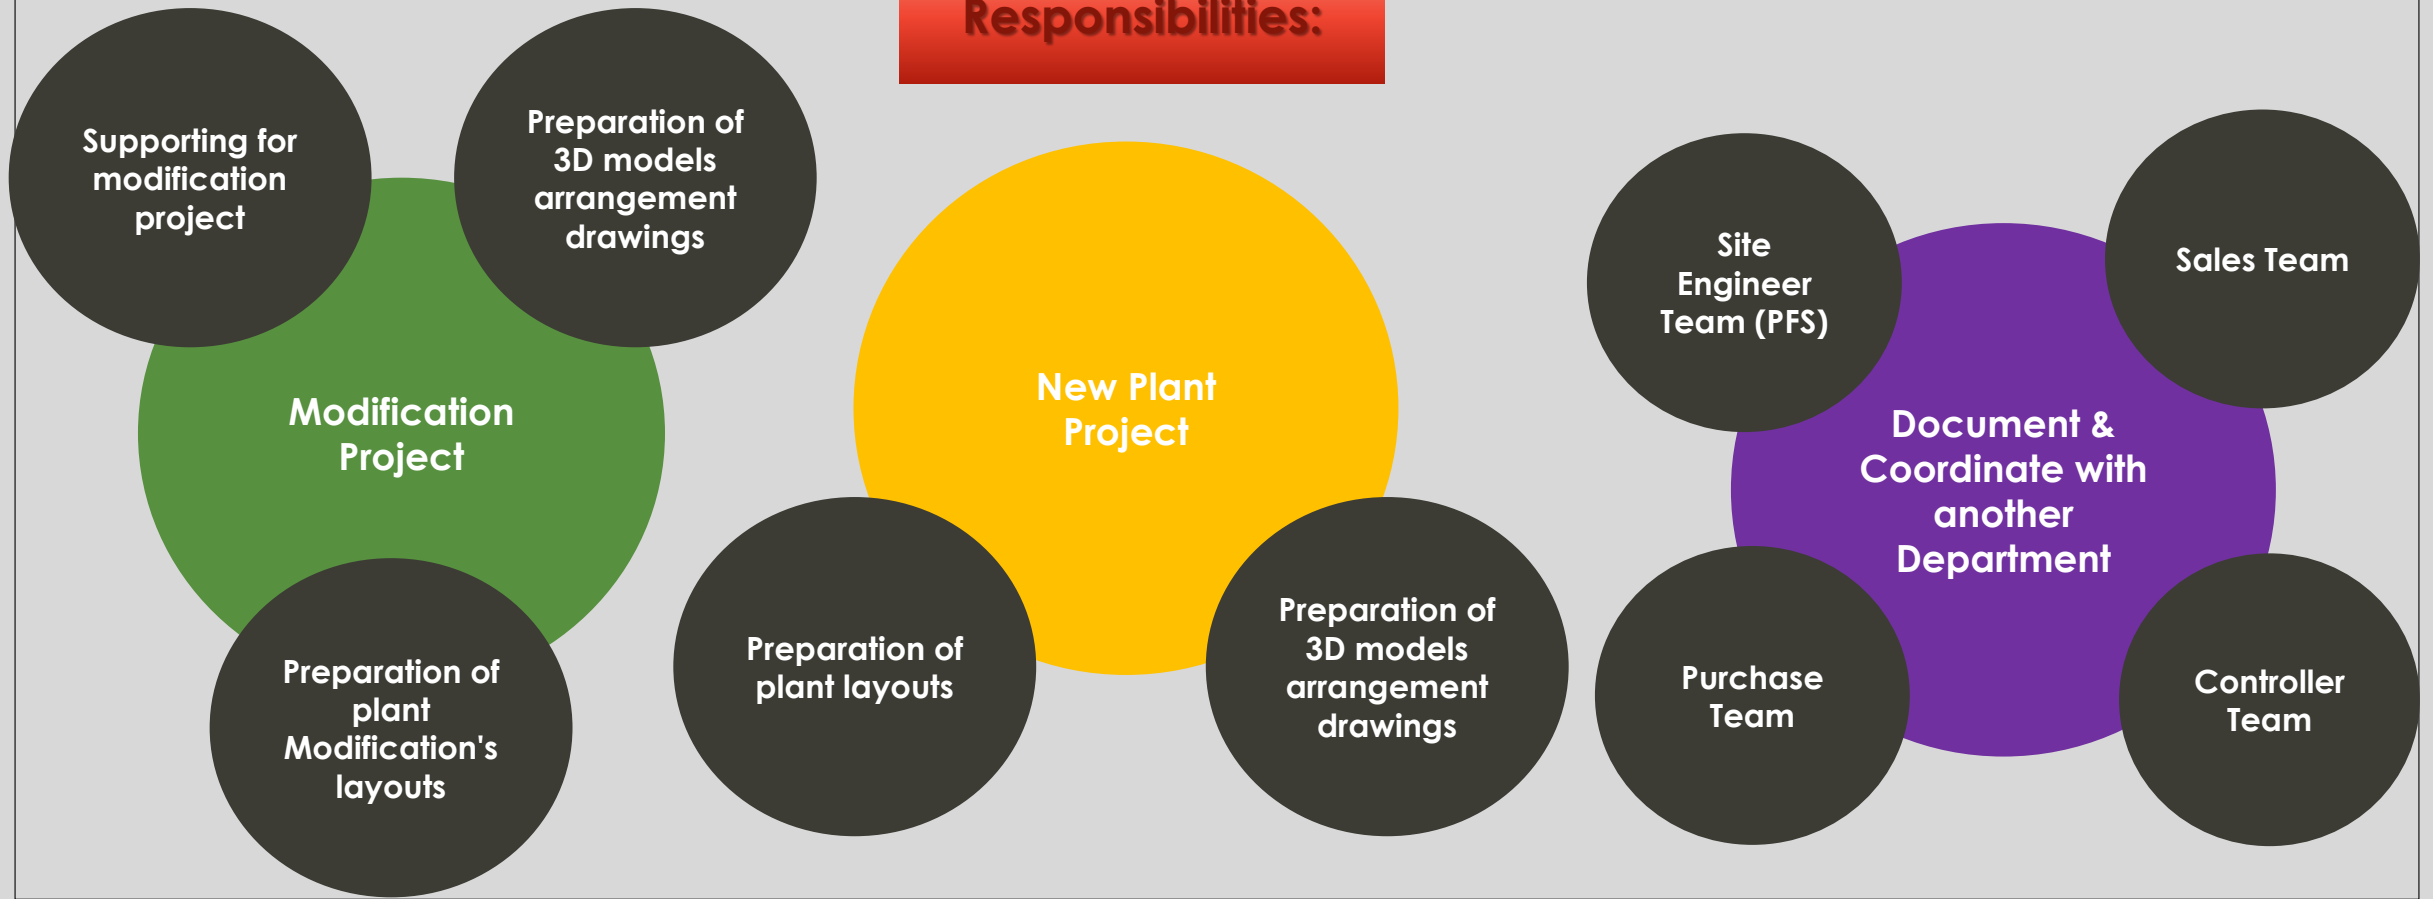 Responsibilities:
Supporting for
modification
project
Preparation of
3D models
arrangement
drawings
Modification
Project
Preparation of
plant
Modification's
layouts
New Plant
Project
Preparation of
plant layouts
Preparation of
3D models
arrangement
drawings
Site
Engineer
Team (PFS)
Sales Team
Document &
Coordinate with
another
Department
Purchase
Team
Controller
Team